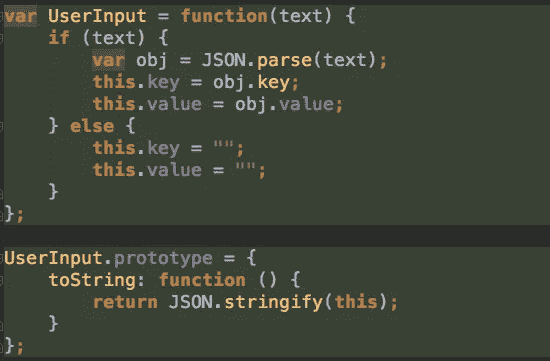 var UserInput = function(text) {
    if (text) {
        var obj = JSON.parse(text);
        this.key = obj.key;
        this.value = obj.value;
    } else {
        this.key = "";
        this.value = "";
    }
};

UserInput.prototype = {
    toString: function () {
        return JSON.stringify(this);
    }
};